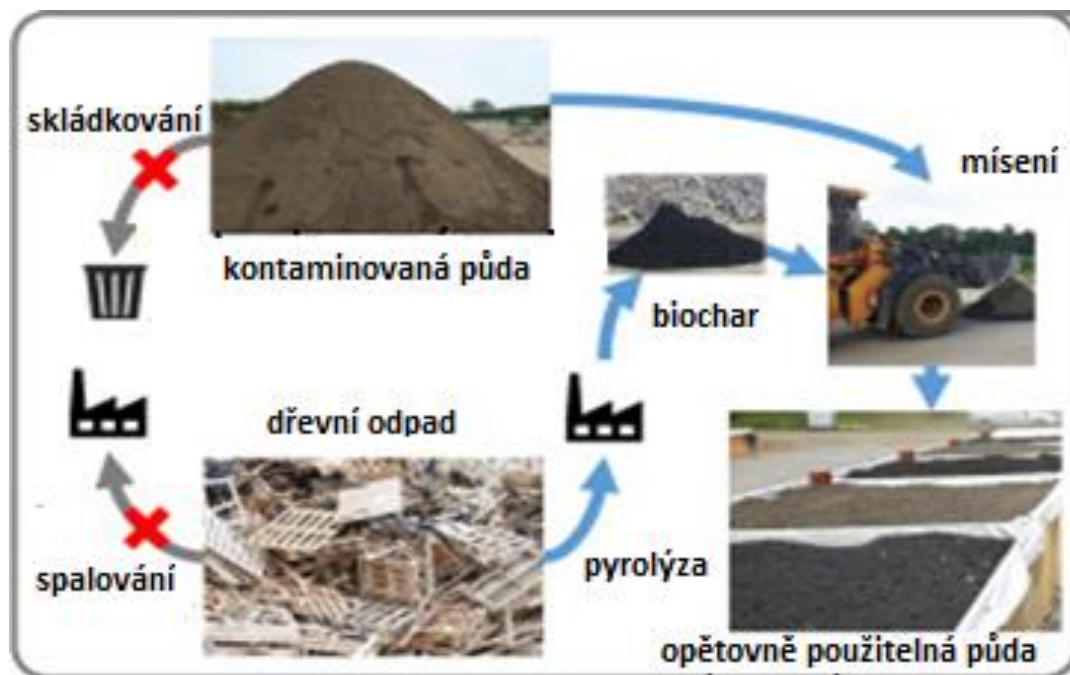 skládkování
mísení
kontaminovaná půda
biochar
dřevní odpad
pyrolýza
spalování
opětovně použitelná půda